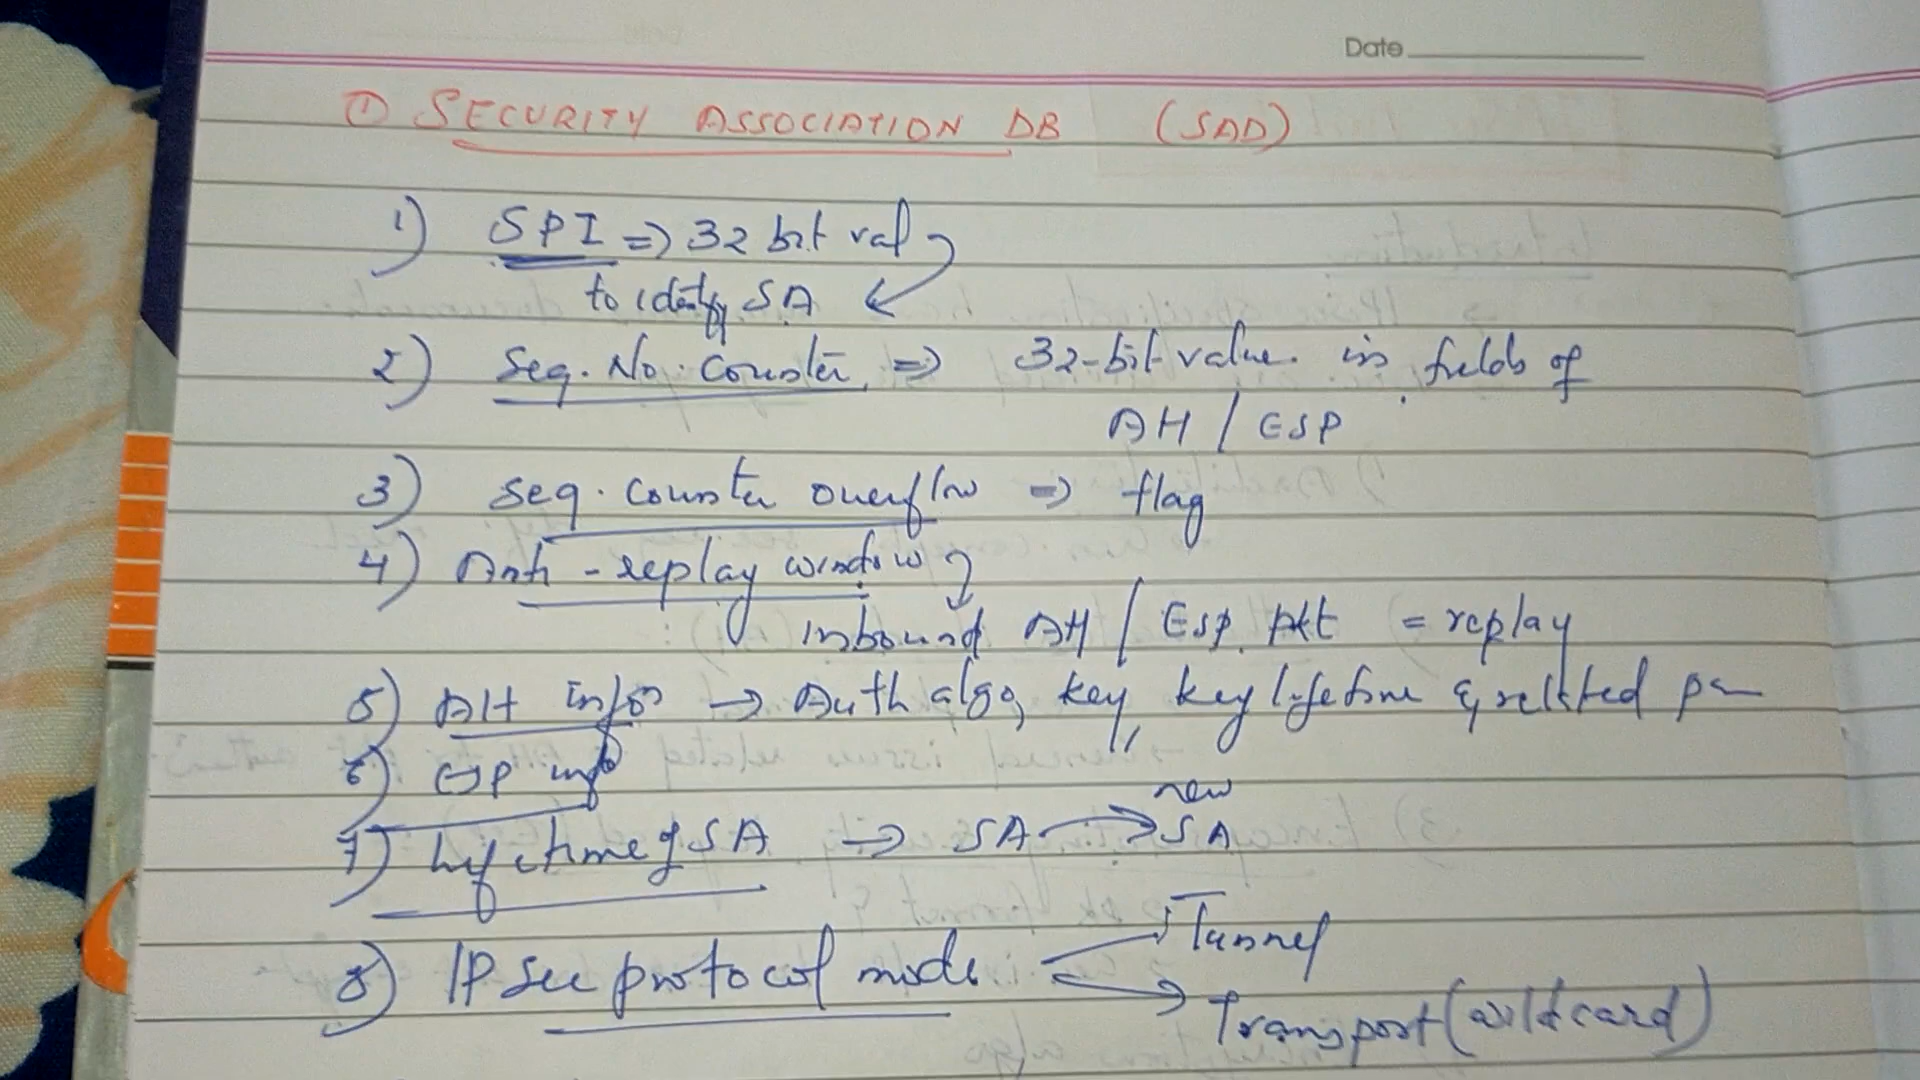 Date
① SECURITY ASSOCIATION DB (SAD)
1) SPI => 32 bit val
to identify SA
2) Seq. No. Counter => 32-bit value in fields of
AH / ESP
3) seq. counter overflow => flag
4) Anti-replay window
inbound AH / ESP pkt = replay
5) AH info -> Auth algo, key, key lifetime & related
6) ESP info
7) Lifetime of SA -> SA -> new SA
8) IPsec protocol mode Tunnel
Transport (wildcard)